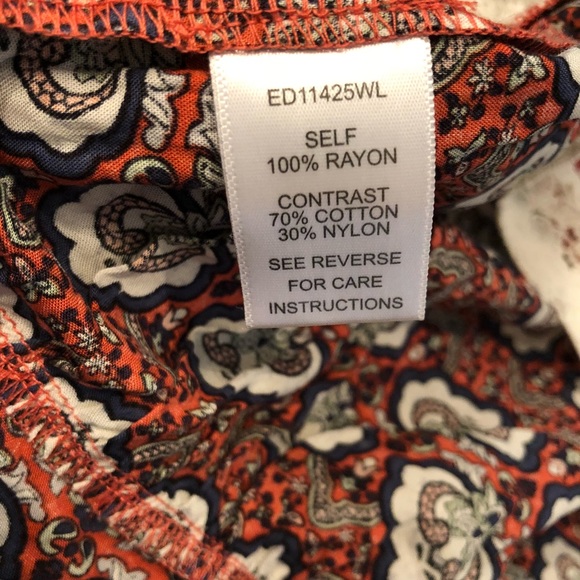 ED11425WL
SELF
100% RAYON
CONTRAST
70% COTTON
30% NYLON
SEE REVERSE
FOR CARE
INSTRUCTIONS